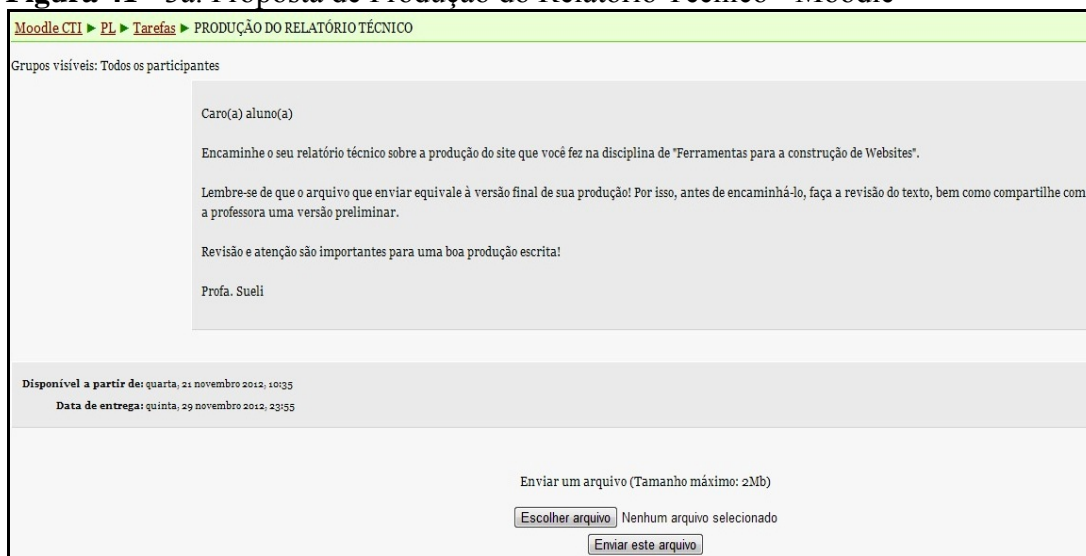 Figura 41 - 3a. Proposta de Produção do Relatório Técnico - Moodle
Moodle CTI ► PL ► Tarefas ► PRODUÇÃO DO RELATÓRIO TÉCNICO
Grupos visíveis: Todos os participantes
Caro(a) aluno(a)
Encaminhe o seu relatório técnico sobre a produção do site que você fez na disciplina de "Ferramentas para a construção de Websites".
Lembre-se de que o arquivo que enviar equivale à versão final de sua produção! Por isso, antes de encaminhá-lo, faça a revisão do texto, bem como compartilhe com
a professora uma versão preliminar.
Revisão e atenção são importantes para uma boa produção escrita!
Profa. Sueli
Disponível a partir de: quarta, 21 novembro 2012, 10:35
Data de entrega: quinta, 29 novembro 2012, 23:55
Enviar um arquivo (Tamanho máximo: 2Mb)
Escolher arquivo Nenhum arquivo selecionado
Enviar este arquivo